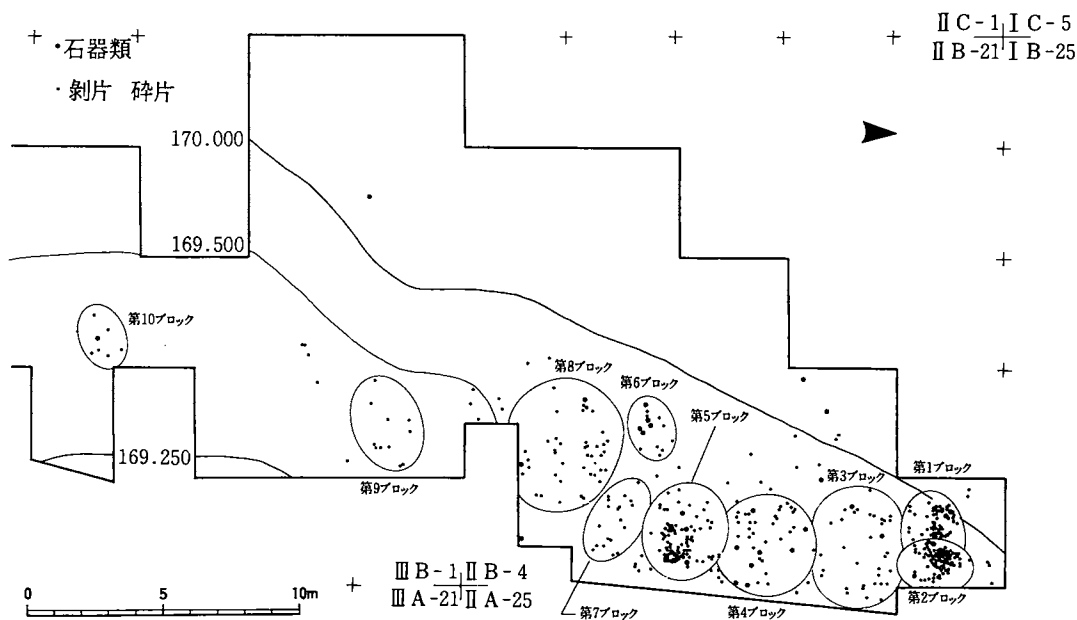 ・石器類
・剝片 砕片
ⅡC-1 ⅠC-5
ⅡB-21 ⅠB-25
170.000
169.500
169.250
第10ブロック
第9ブロック
第8ブロック
第6ブロック
第5ブロック
第3ブロック
第1ブロック
第7ブロック
第4ブロック
第2ブロック
ⅢB-1 ⅡB-4
ⅢA-21 ⅡA-25
0 5 10m